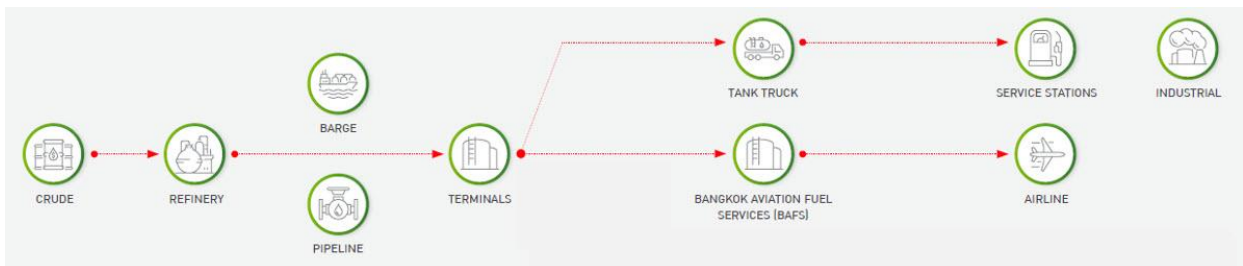 TANK TRUCK
SERVICE STATIONS
INDUSTRIAL
BARGE
CRUDE
REFINERY
TERMINALS
BANGKOK AVIATION FUEL
SERVICES (BAFS)
AIRLINE
PIPELINE